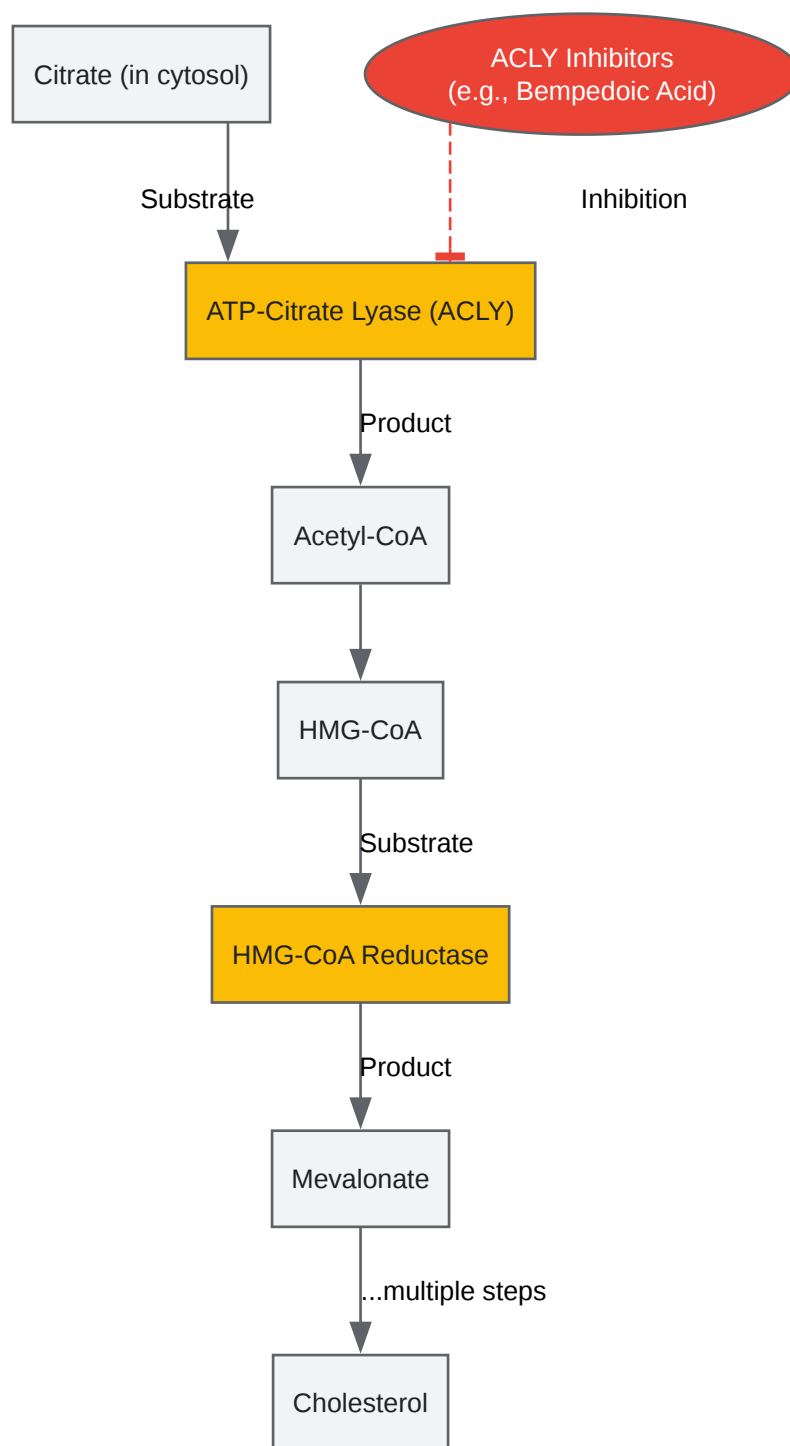 Citrate (in cytosol)
ACLY Inhibitors
(e.g., Bempedoic Acid)
Substrate
Inhibition
ATP-Citrate Lyase (ACLY)
Product
Acetyl-CoA
HMG-CoA
Substrate
HMG-CoA Reductase
Product
Mevalonate
...multiple steps
Cholesterol